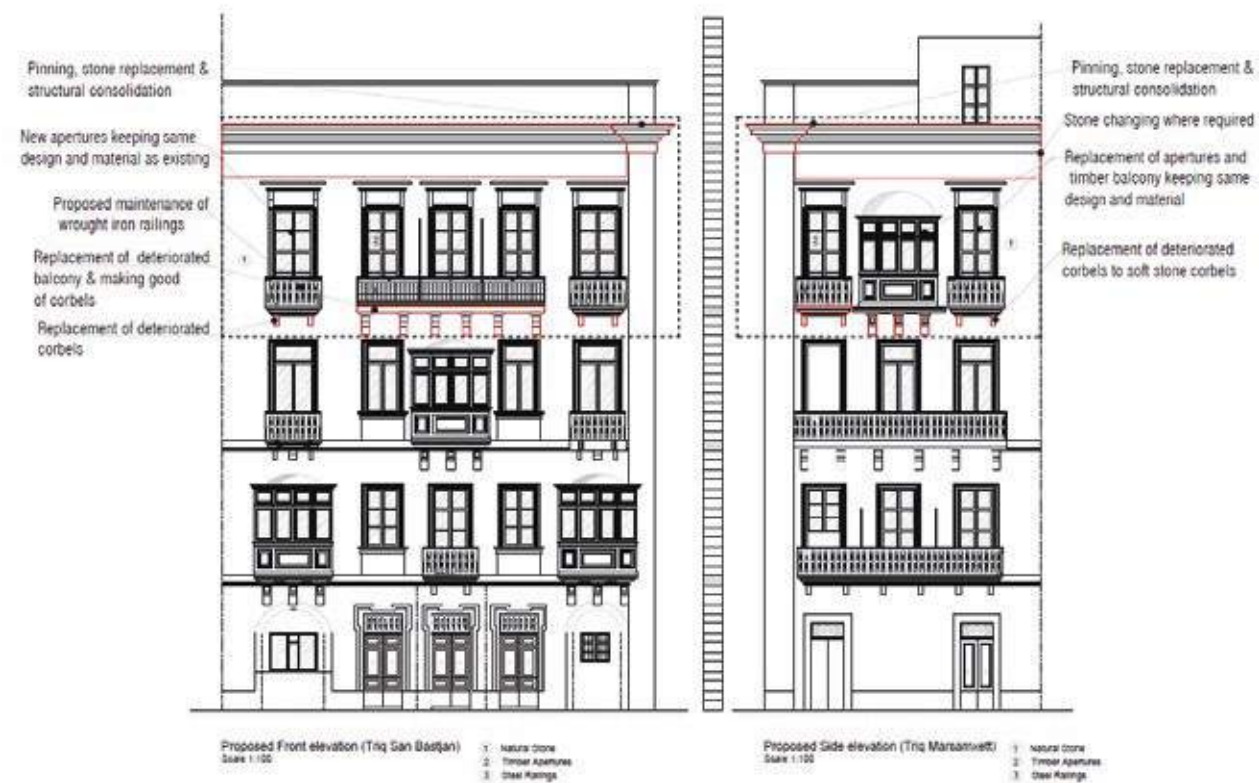 Pinning, stone replacement &
structural consolidation
New apertures keeping same
design and material as existing
Proposed maintenance of
wrought iron railings
Replacement of deteriorated
balcony & making good
of corbels
Replacement of deteriorated
corbels
1
2
Pinning, stone replacement &
structural consolidation
Stone changing where required
Replacement of apertures and
timber balcony keeping same
design and material
Replacement of deteriorated
corbels to soft stone corbels
1
Proposed Front elevation (Triq San Bastjan)
Scale 1:100
1 Natural Stone
2 Timber Apertures
3 Steel Railings
Proposed Side elevation (Triq Marsamxett)
Scale 1:100
1 Natural Stone
2 Timber Apertures
3 Steel Railings